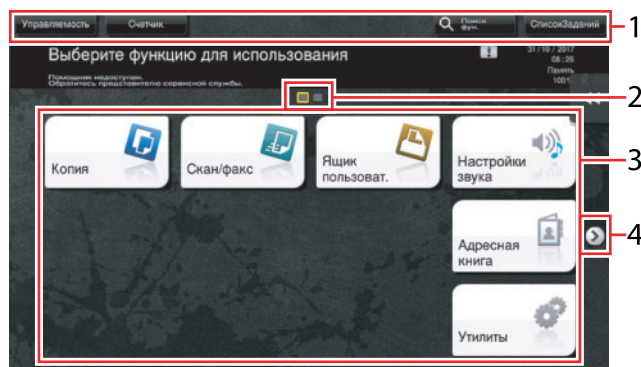 Управляемость
Счетчик
Поиск фун.
СписокЗаданий
1
Выберите функцию для использования
31/10/2017
08:26
Память
Помощник недоступен.
Обратитесь представителю сервисной службы.
2
Копия
Скан/факс
Ящик
пользоват.
Настройки
звука
3
Адресная
книга
4
Утилиты